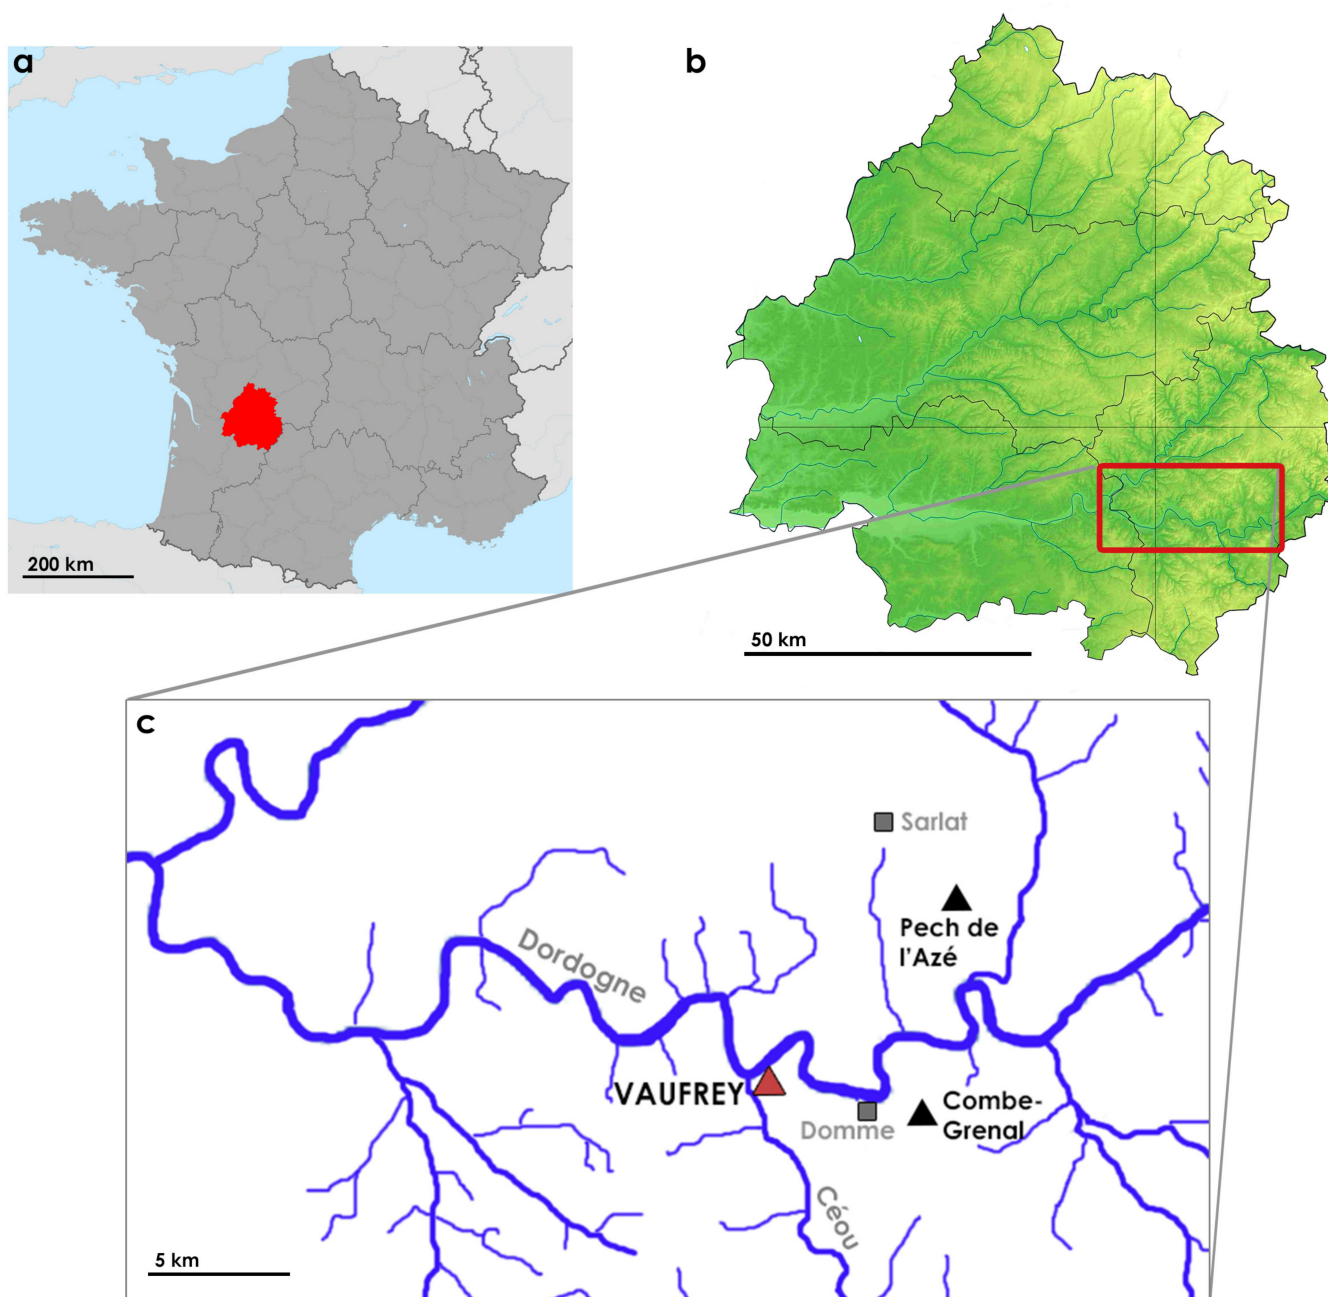 a
b
200 km
50 km
c
Sarlat
Pech de
l'Azé
Dordogne
VAUFREY
Domme
Combe-
Grenal
Céou
5 km